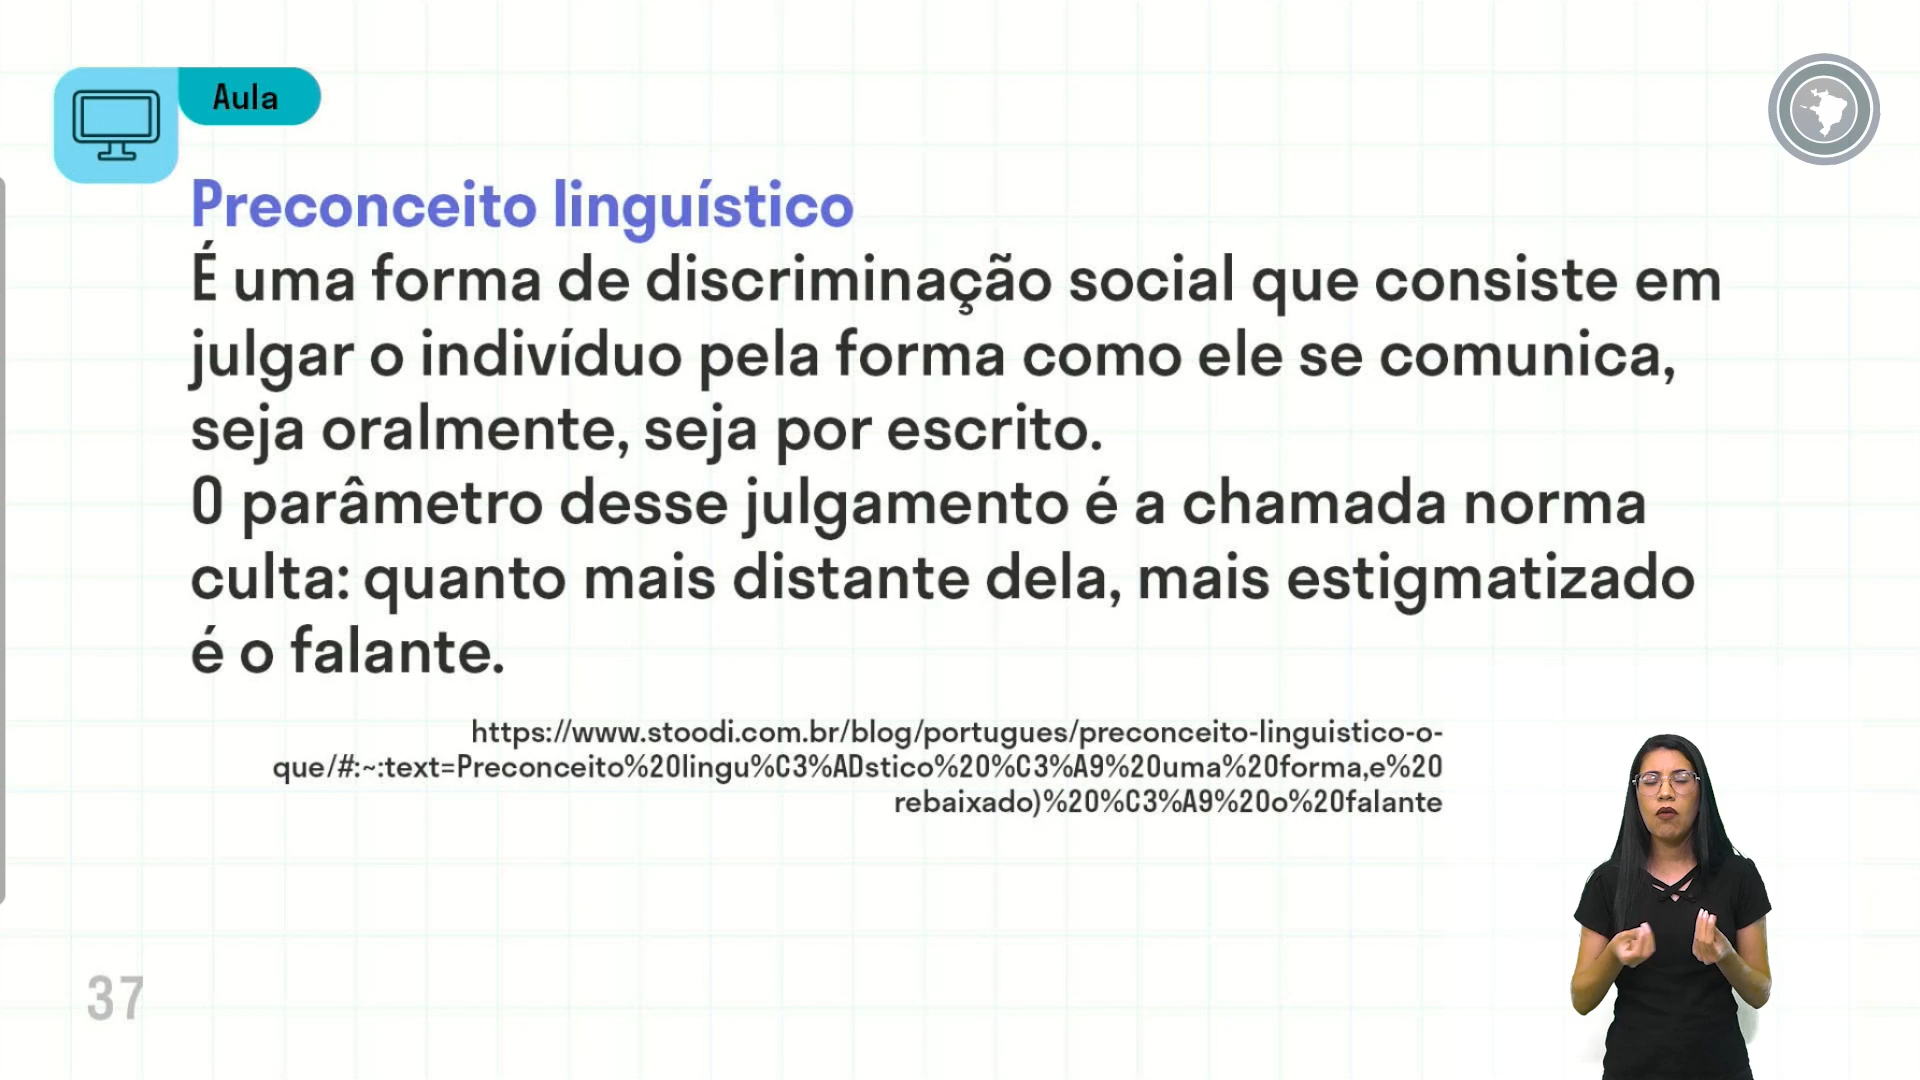 Aula
Preconceito linguístico
É uma forma de discriminação social que consiste em
julgar o indivíduo pela forma como ele se comunica,
seja oralmente, seja por escrito.
O parâmetro desse julgamento é a chamada norma
culta: quanto mais distante dela, mais estigmatizado
é o falante.
https://www.stoodi.com.br/blog/portugues/preconceito-linguistico-o-
que/#:~:text=Preconceito%20lingu%C3%ADstico%20%C3%A9%20uma%20forma,e%20
rebaixado)%20%C3%A9%20o%20falante
37